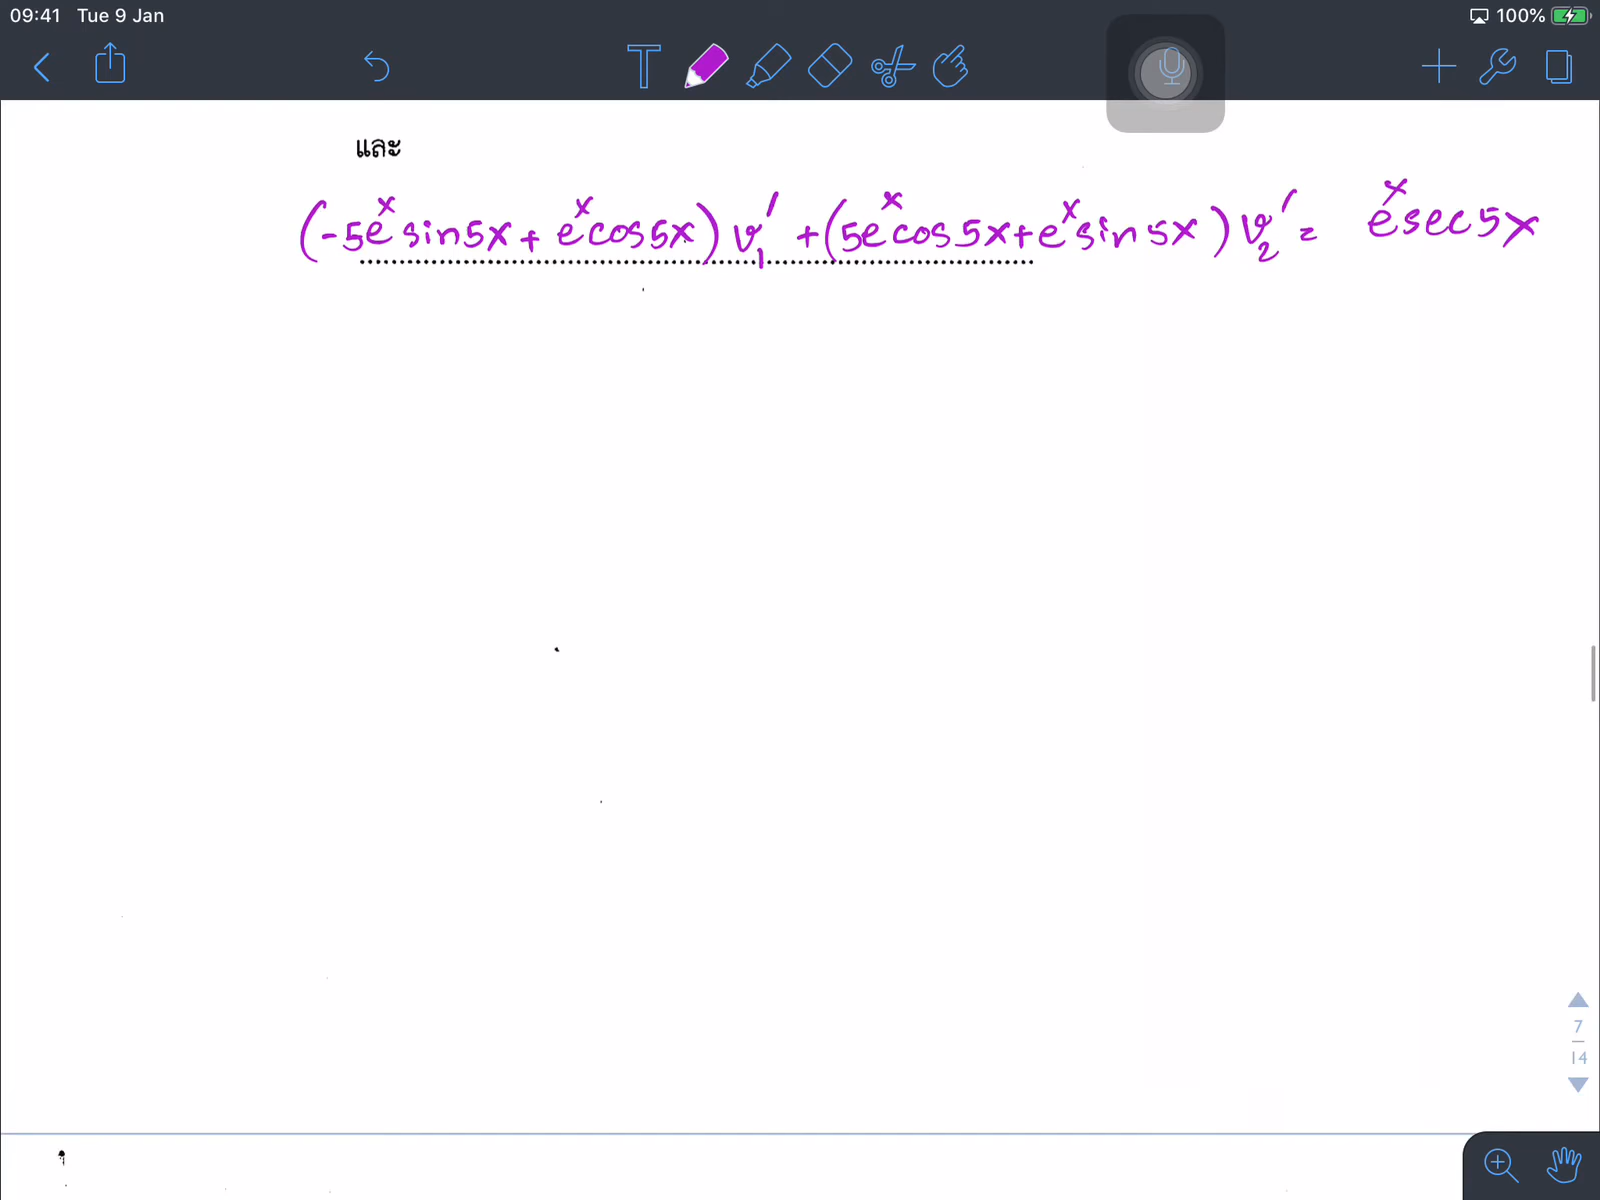 09:41 Tue 9 Jan 100%
และ
(-5e^x sin5x + e^x cos5x) v₁' + (5e^x cos5x + e^x sin5x) v₂' = e^x sec5x
7
14